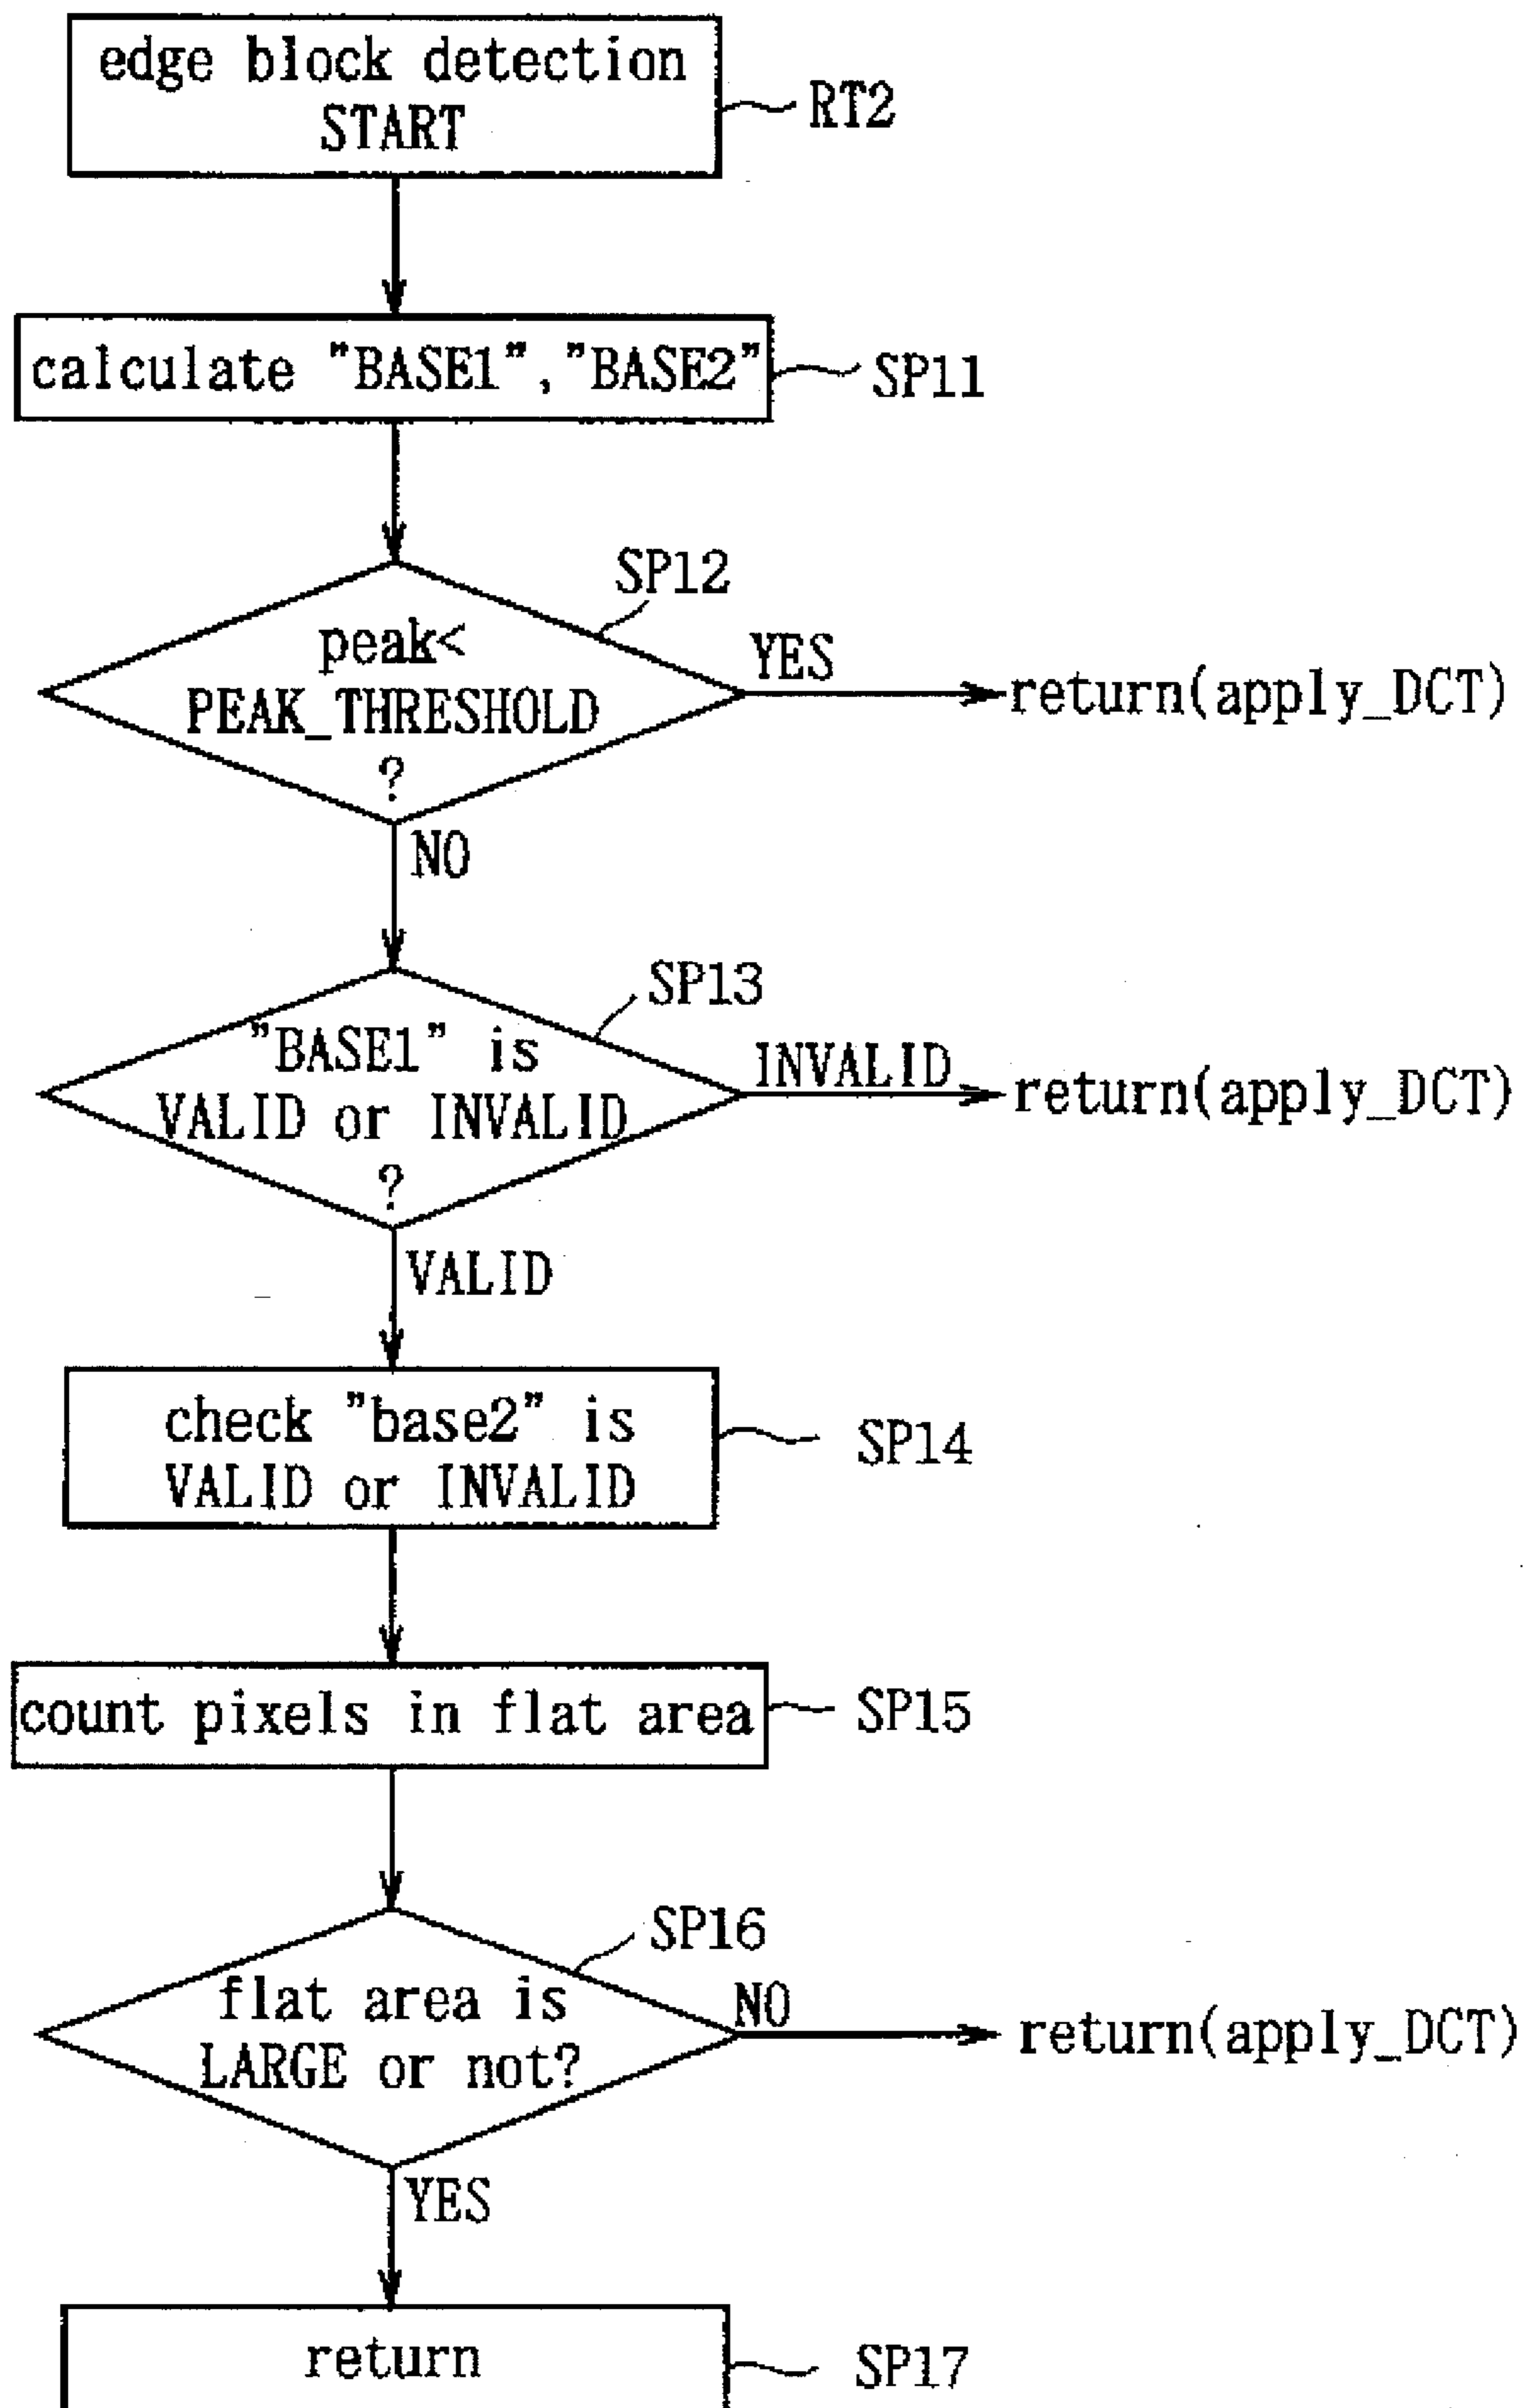 edge block detection
START
RT2
calculate "BASE1","BASE2"
SP11
SP12
peak<
PEAK_THRESHOLD
?
YES
return(apply_DCT)
NO
SP13
"BASE1" is
VALID or INVALID
?
INVALID
return(apply_DCT)
VALID
check "base2" is
VALID or INVALID
SP14
count pixels in flat area
SP15
SP16
flat area is
LARGE or not?
NO
return(apply_DCT)
YES
return
SP17